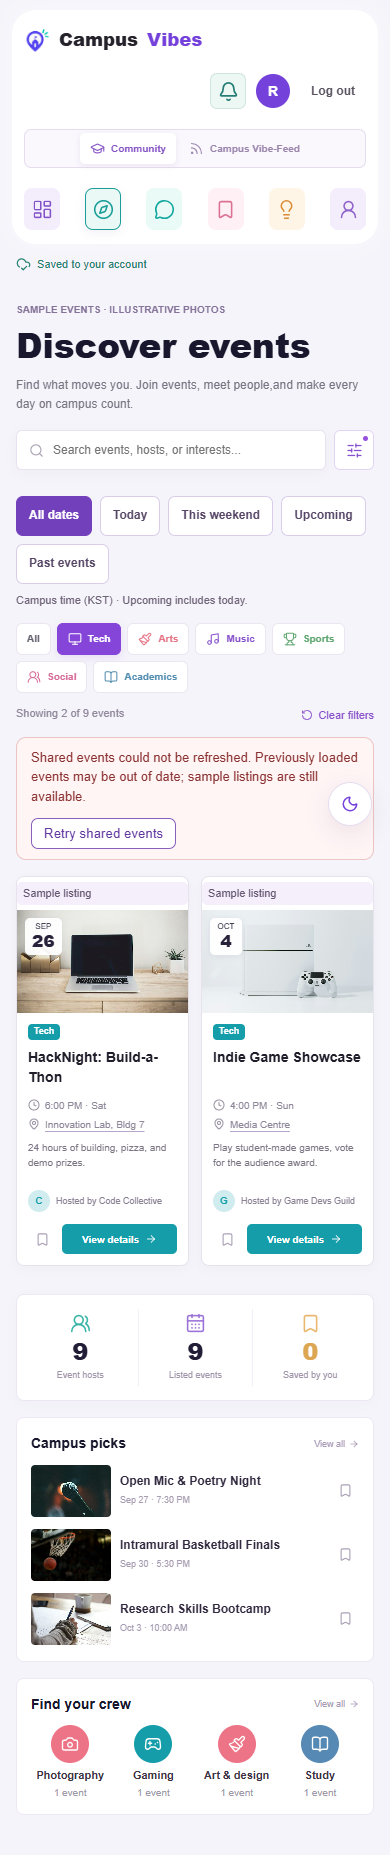 Campus Vibes
R
Log out
Community
Campus Vibe-Feed
Saved to your account
SAMPLE EVENTS · ILLUSTRATIVE PHOTOS
Discover events
Find what moves you. Join events, meet people,and make every
day on campus count.
Search events, hosts, or interests...
All dates
Today
This weekend
Upcoming
Past events
Campus time (KST) · Upcoming includes today.
All
Tech
Arts
Music
Sports
Social
Academics
Showing 2 of 9 events
Clear filters
Shared events could not be refreshed. Previously loaded
events may be out of date; sample listings are still
available.
Retry shared events
Sample listing
SEP
26
Tech
HackNight: Build-a-
Thon
6:00 PM · Sat
Innovation Lab, Bldg 7
24 hours of building, pizza, and
demo prizes.
C
Hosted by Code Collective
View details →
Sample listing
OCT
4
Tech
Indie Game Showcase
4:00 PM · Sun
Media Centre
Play student-made games, vote
for the audience award.
G
Hosted by Game Devs Guild
View details →
9
Event hosts
9
Listed events
0
Saved by you
Campus picks
View all →
Open Mic & Poetry Night
Sep 27 · 7:30 PM
Intramural Basketball Finals
Sep 30 · 5:30 PM
Research Skills Bootcamp
Oct 3 · 10:00 AM
Find your crew
View all →
Photography
1 event
Gaming
1 event
Art & design
1 event
Study
1 event